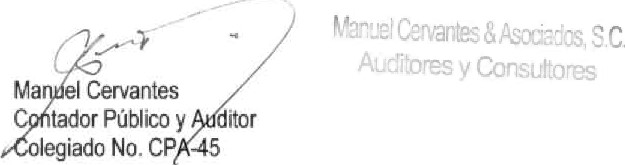 Manuel Cervantes & Asociados, S.C.
Auditores y Consultores
Manuel Cervantes
Contador Público y Auditor
Colegiado No. CPA-45